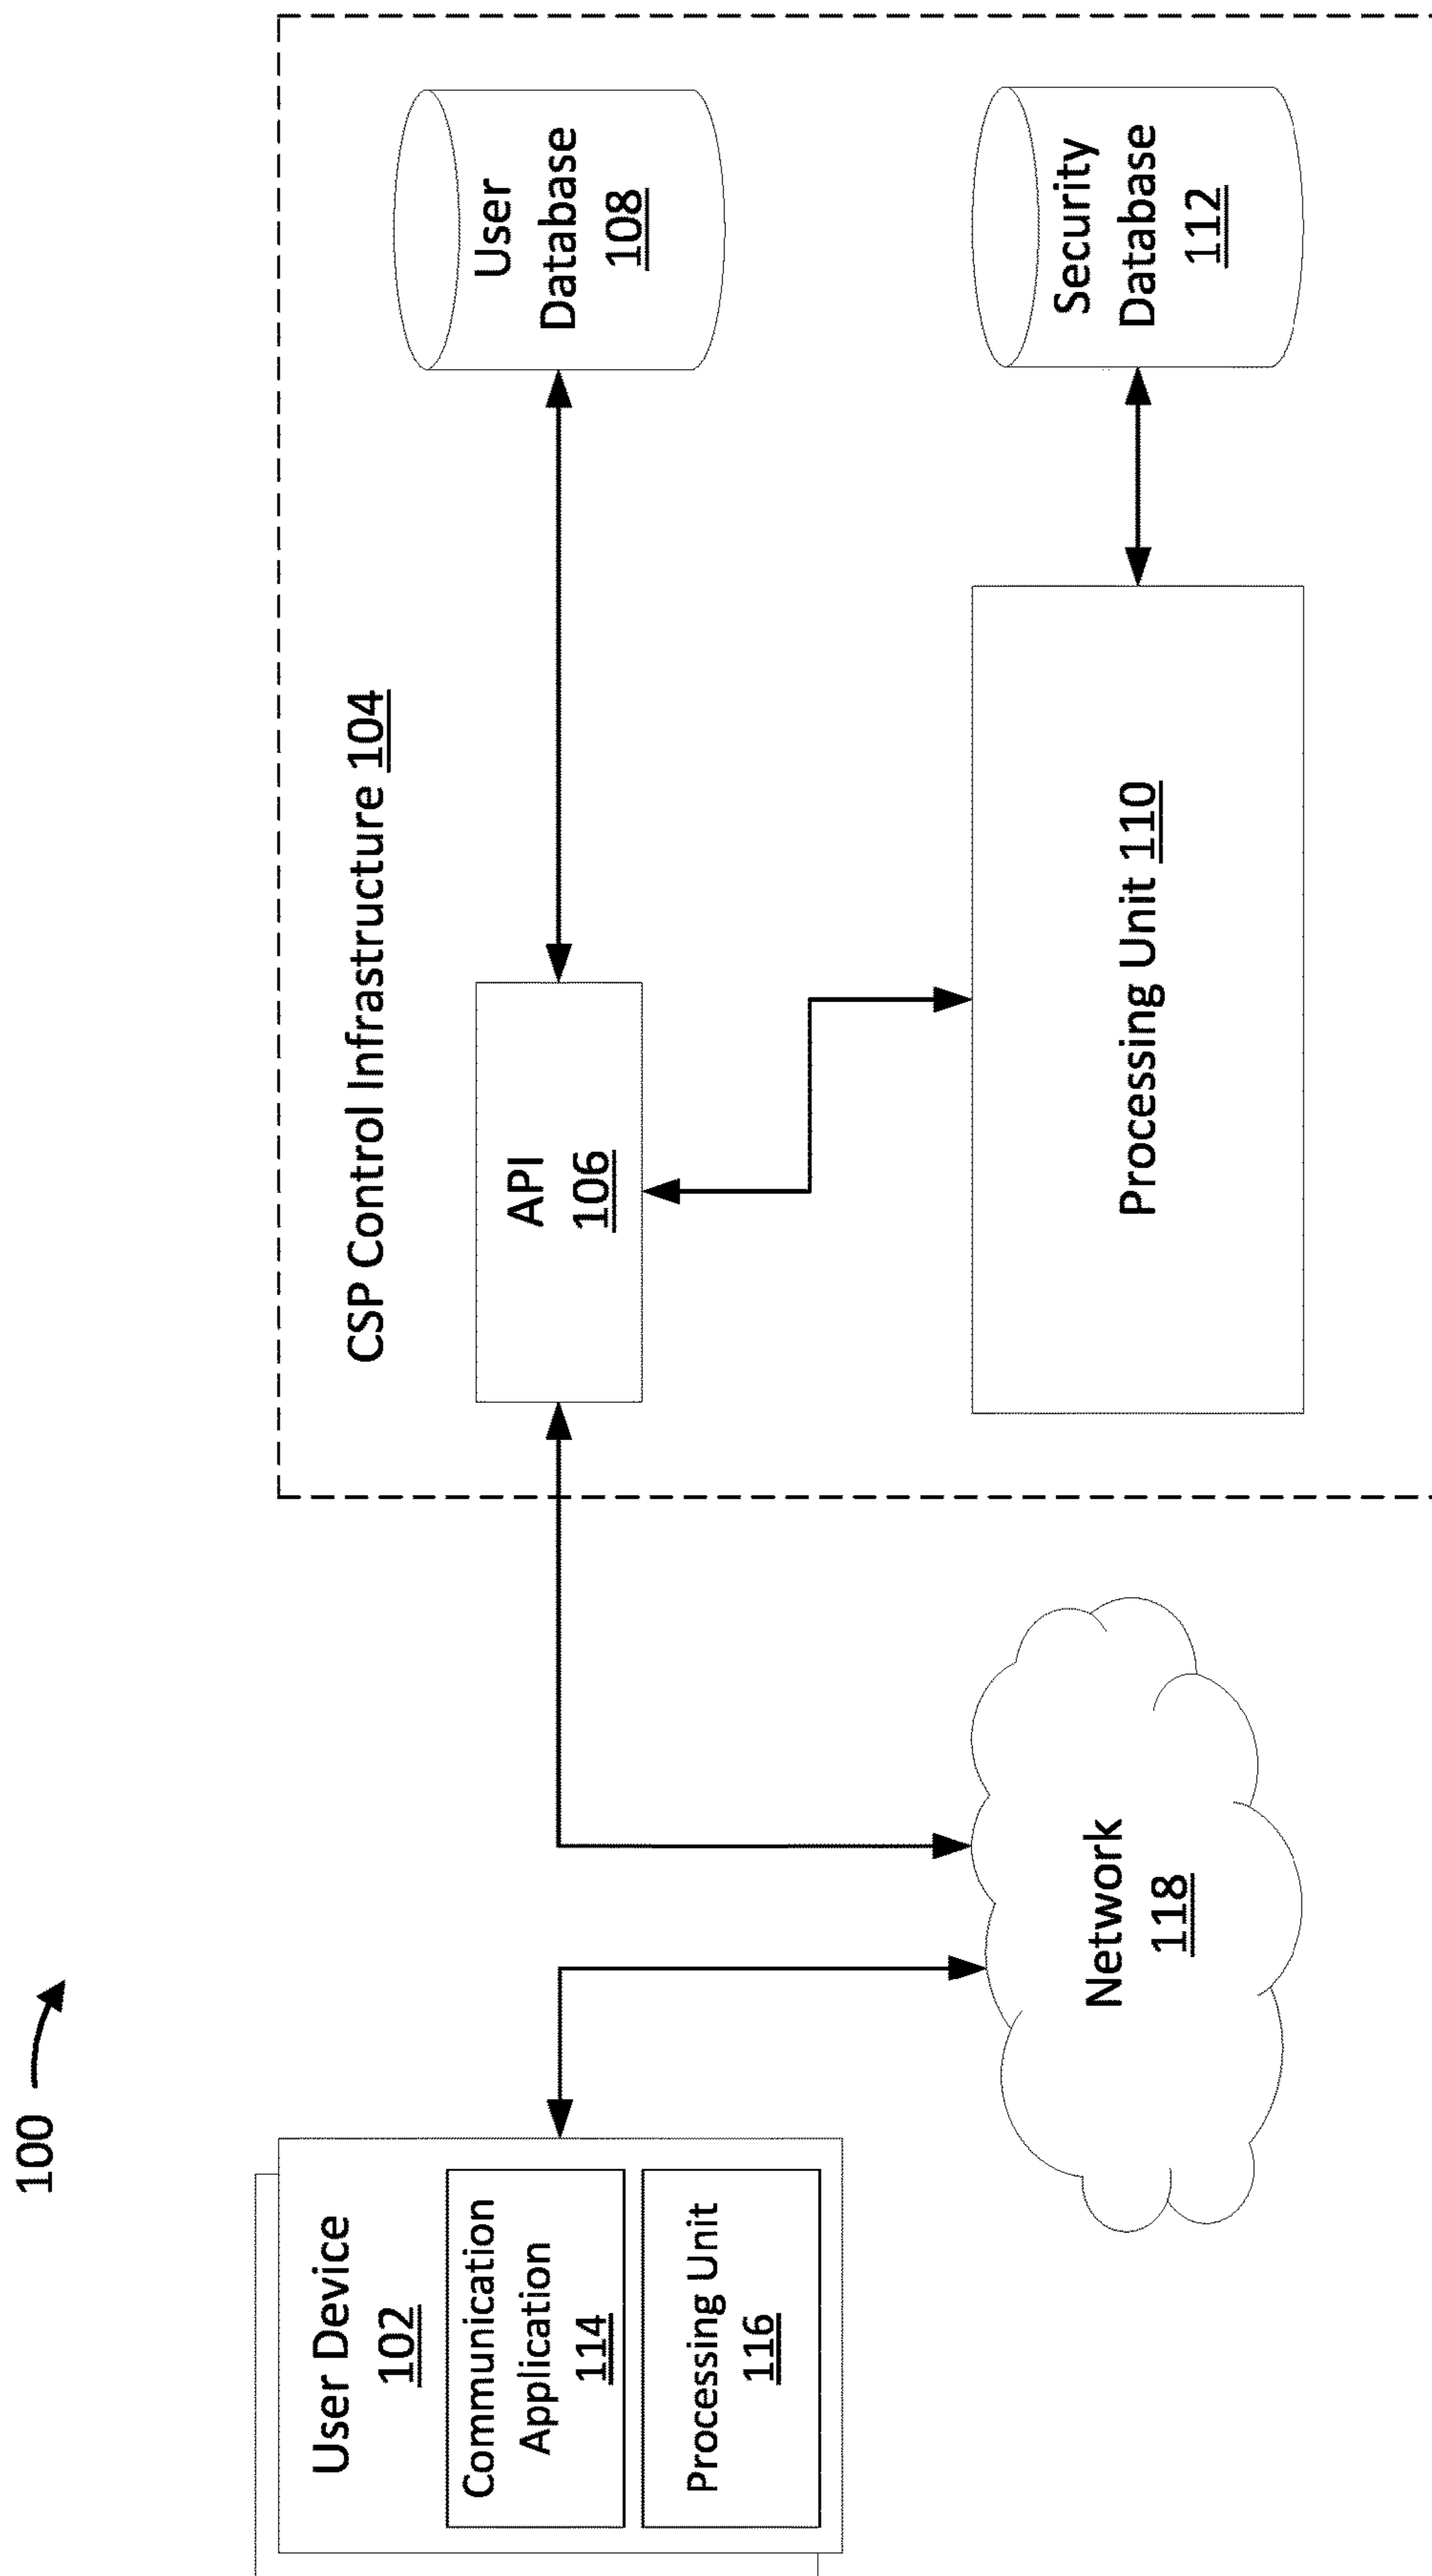 100
User Device
102
Communication
Application
114
Processing Unit
116
Network
118
CSP Control Infrastructure 104
API
106
User
Database
108
Processing Unit 110
Security
Database
112